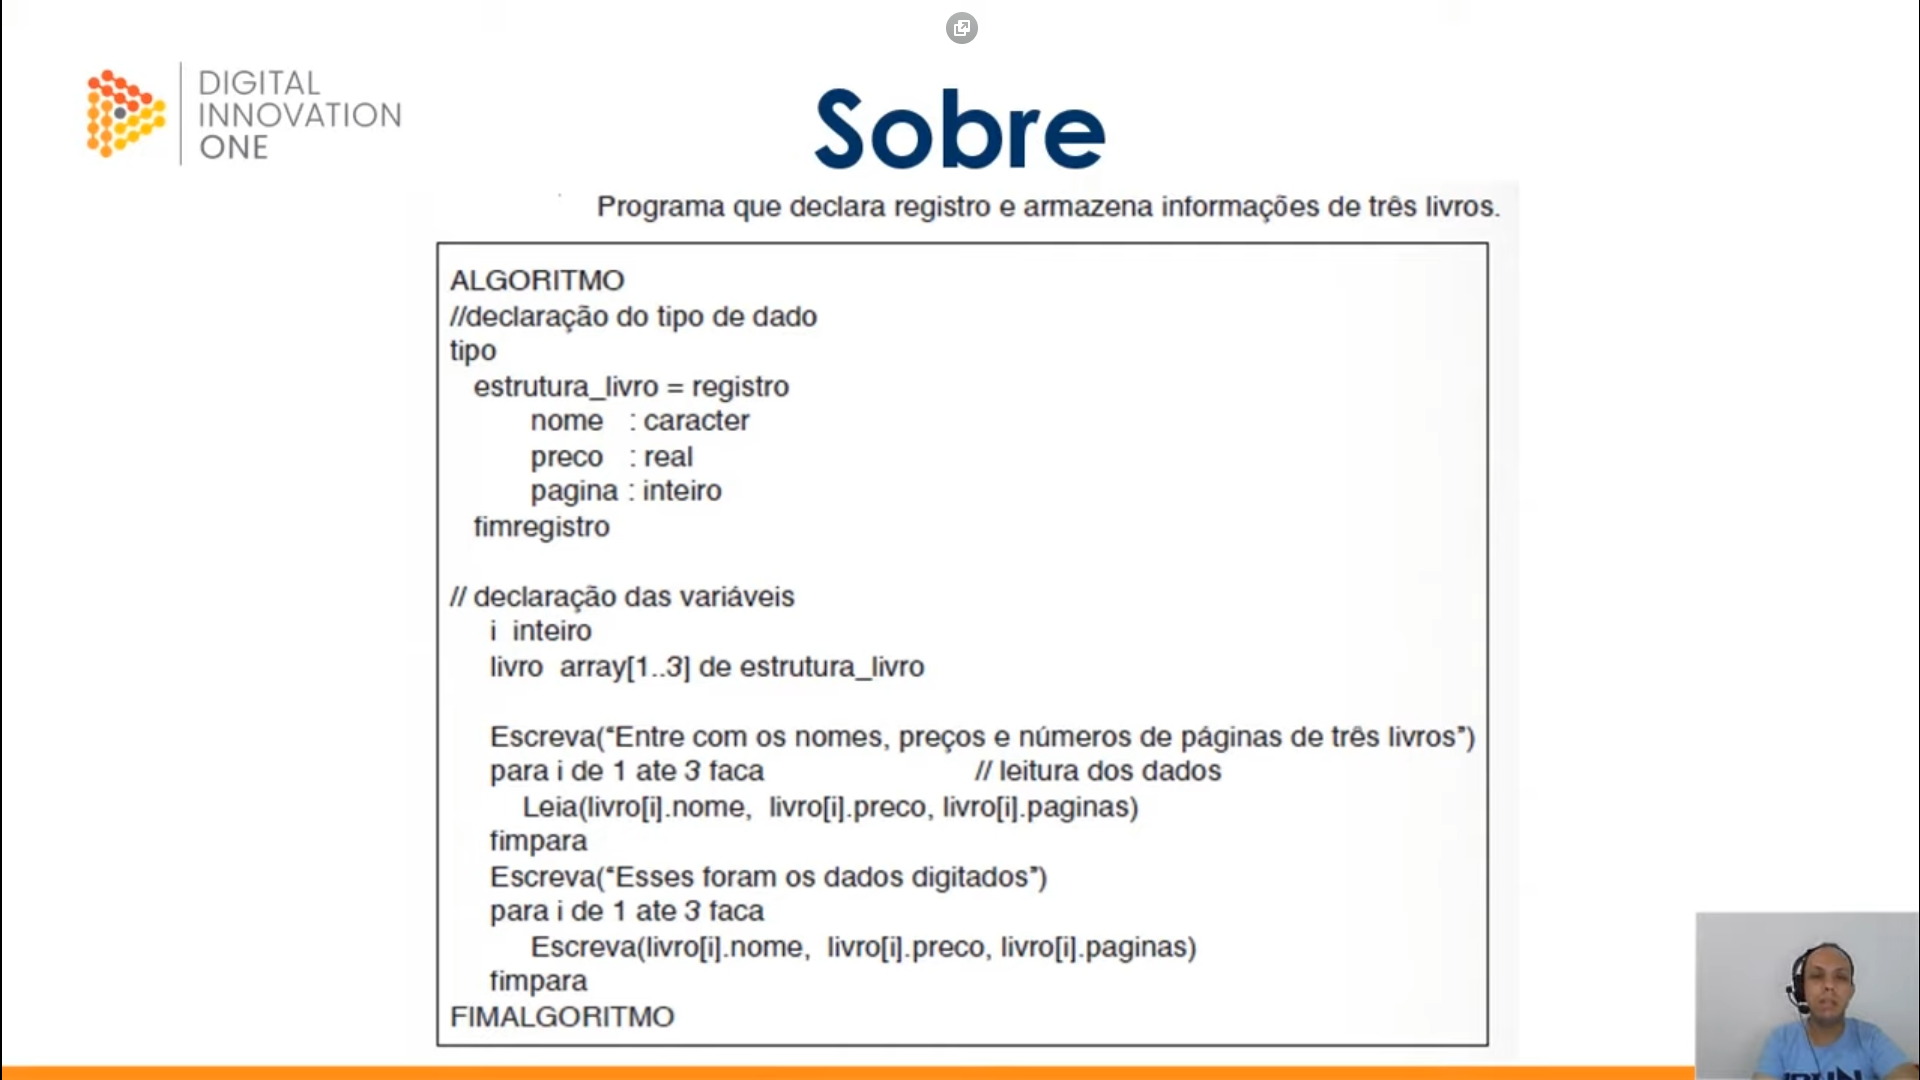 DIGITAL
INNOVATION
ONE
Sobre
Programa que declara registro e armazena informações de três livros.
ALGORITMO
//declaração do tipo de dado
tipo
estrutura_livro = registro
nome : caracter
preco : real
pagina : inteiro
fimregistro
// declaração das variáveis
i inteiro
livro array[1..3] de estrutura_livro
Escreva(“Entre com os nomes, preços e números de páginas de três livros”)
para i de 1 ate 3 faca // leitura dos dados
Leia(livro[i].nome, livro[i].preco, livro[i].paginas)
fimpara
Escreva(“Esses foram os dados digitados”)
para i de 1 ate 3 faca
Escreva(livro[i].nome, livro[i].preco, livro[i].paginas)
fimpara
FIMALGORITMO